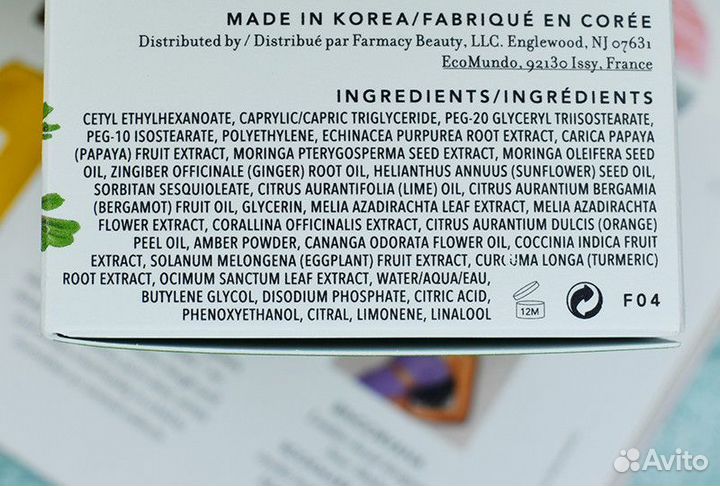 MADE IN KOREA/FABRIQUÉ EN CORÉE
Distributed by / Distribué par Farmacy Beauty, LLC. Englewood, NJ 07631
EcoMundo, 92130 Issy, France
INGREDIENTS/INGRÉDIENTS
CETYL ETHYLHEXANOATE, CAPRYLIC/CAPRIC TRIGLYCERIDE, PEG-20 GLYCERYL TRIISOSTEARATE,
PEG-10 ISOSTEARATE, POLYETHYLENE, ECHINACEA PURPUREA ROOT EXTRACT, CARICA PAPAYA
(PAPAYA) FRUIT EXTRACT, MORINGA PTERYGOSPERMA SEED EXTRACT, MORINGA OLEIFERA SEED
OIL, ZINGIBER OFFICINALE (GINGER) ROOT OIL, HELIANTHUS ANNUUS (SUNFLOWER) SEED OIL,
SORBITAN SESQUIOLEATE, CITRUS AURANTIFOLIA (LIME) OIL, CITRUS AURANTIUM BERGAMIA
(BERGAMOT) FRUIT OIL, GLYCERIN, MELIA AZADIRACHTA LEAF EXTRACT, MELIA AZADIRACHTA
FLOWER EXTRACT, CORALLINA OFFICINALIS EXTRACT, CITRUS AURANTIUM DULCIS (ORANGE)
PEEL OIL, AMBER POWDER, CANANGA ODORATA FLOWER OIL, COCCINIA INDICA FRUIT
EXTRACT, SOLANUM MELONGENA (EGGPLANT) FRUIT EXTRACT, CURCUMA LONGA (TURMERIC)
ROOT EXTRACT, OCIMUM SANCTUM LEAF EXTRACT, WATER/AQUA/EAU,
BUTYLENE GLYCOL, DISODIUM PHOSPHATE, CITRIC ACID,
PHENOXYETHANOL, CITRAL, LIMONENE, LINALOOL
12M
F04
Avito